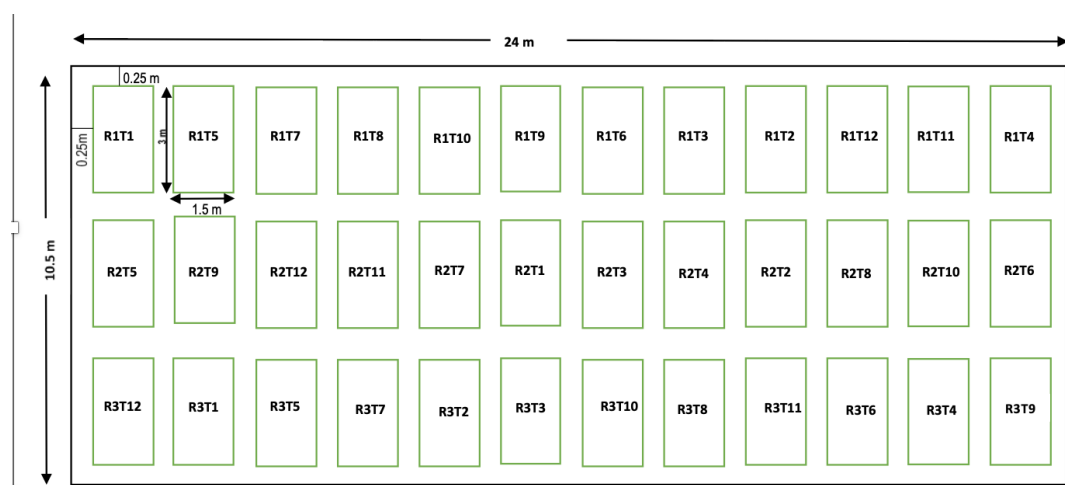 24 m
0.25 m
R1T1 R1T5 R1T7 R1T8 R1T10 R1T9 R1T6 R1T3 R1T2 R1T12 R1T11 R1T4
3 m
0.25m
1.5 m
10.5 m
R2T5 R2T9 R2T12 R2T11 R2T7 R2T1 R2T3 R2T4 R2T2 R2T8 R2T10 R2T6
R3T12 R3T1 R3T5 R3T7 R3T2 R3T3 R3T10 R3T8 R3T11 R3T6 R3T4 R3T9